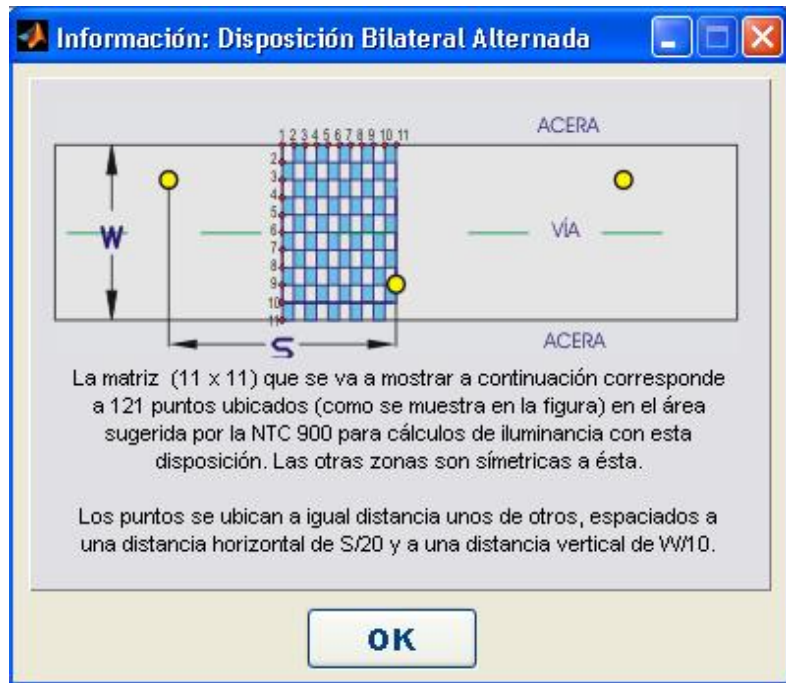 Información: Disposición Bilateral Alternada
ACERA
1 2 3 4 5 6 7 8 9 10 11
2
3
4
5
6
7
8
9
10
11
W
VÍA
S
ACERA
La matriz (11 x 11) que se va a mostrar a continuación corresponde
a 121 puntos ubicados (como se muestra en la figura) en el área
sugerida por la NTC 900 para cálculos de iluminancia con esta
disposición. Las otras zonas son símetricas a ésta.
Los puntos se ubican a igual distancia unos de otros, espaciados a
una distancia horizontal de S/20 y a una distancia vertical de W/10.
OK